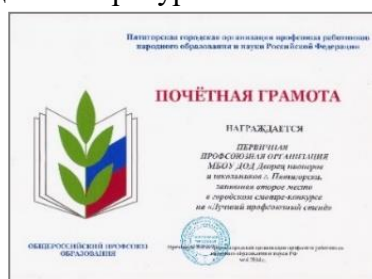 Пятигорская городская организация профсоюза работников
народного образования и науки Российской Федерации
ПОЧЁТНАЯ ГРАМОТА
НАГРАЖДАЕТСЯ
ПЕРВИЧНАЯ
ПРОФСОЮЗНАЯ ОРГАНИЗАЦИЯ
МБОУ ДОД Дворец пионеров
и школьников г. Пятигорска,
занявшая второе место
в городском смотре-конкурсе
на «Лучший профсоюзный стенд»
ОБЩЕРОССИЙСКИЙ ПРОФСОЮЗ
ОБРАЗОВАНИЯ